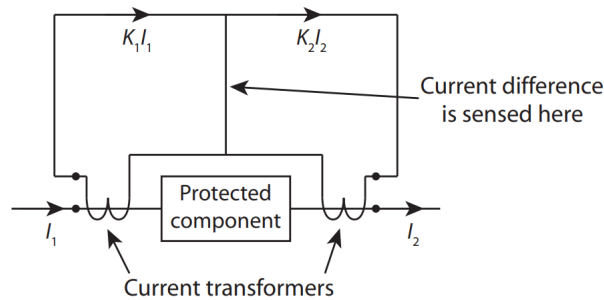 K₁I₁
K₂I₂
Current difference
is sensed here
Protected
component
I₁
I₂
Current transformers